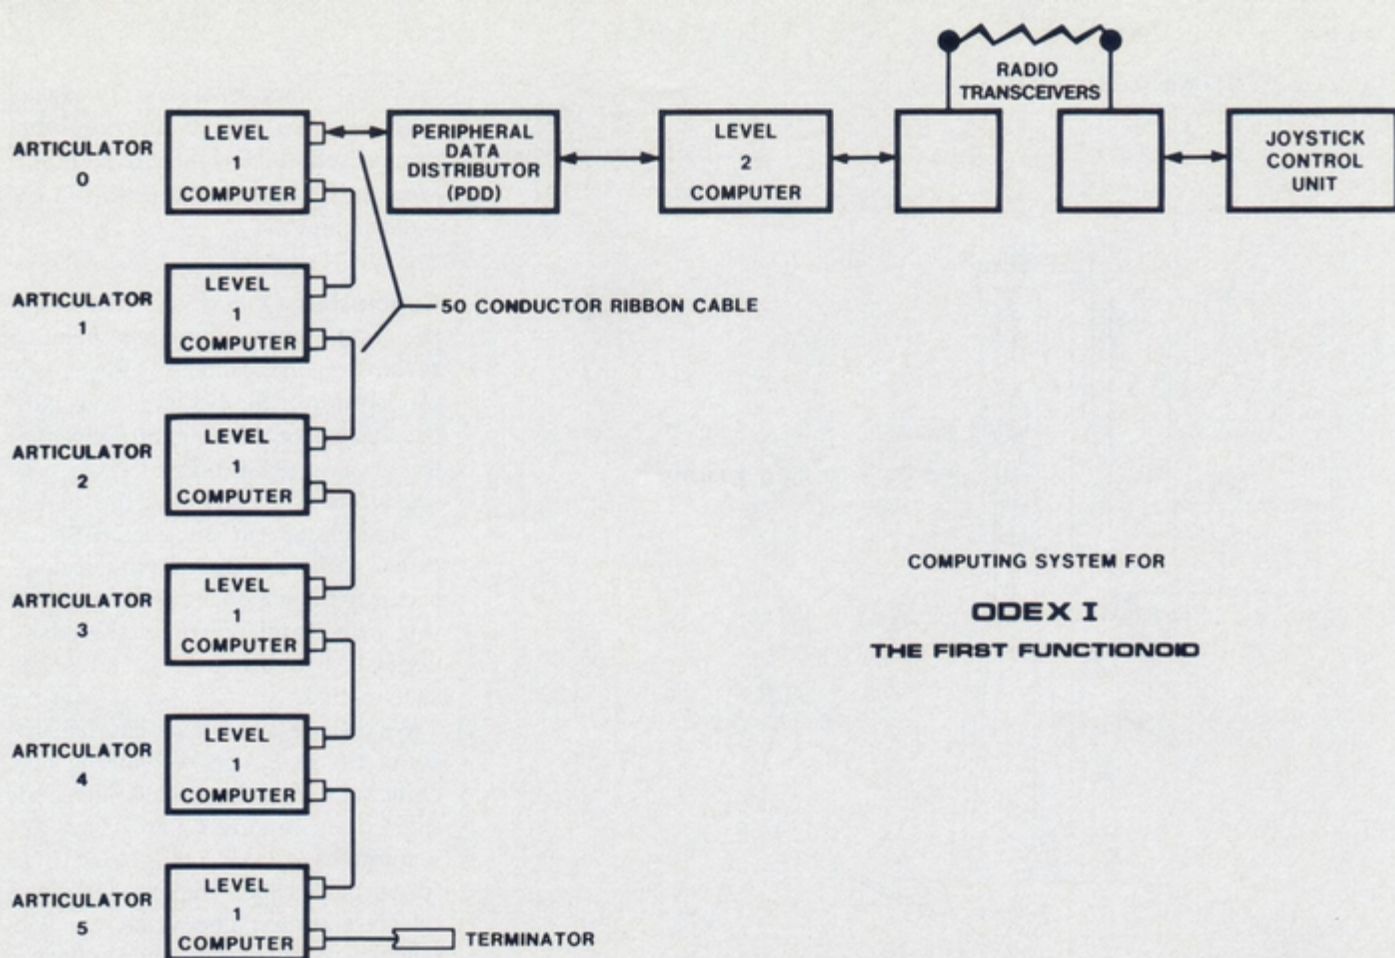 RADIO
TRANSCEIVERS
ARTICULATOR
0
LEVEL
1
COMPUTER
PERIPHERAL
DATA
DISTRIBUTOR
(PDD)
LEVEL
2
COMPUTER
JOYSTICK
CONTROL
UNIT
ARTICULATOR
1
LEVEL
1
COMPUTER
50 CONDUCTOR RIBBON CABLE
ARTICULATOR
2
LEVEL
1
COMPUTER
ARTICULATOR
3
LEVEL
1
COMPUTER
COMPUTING SYSTEM FOR
ODEX I
THE FIRST FUNCTIONOID
ARTICULATOR
4
LEVEL
1
COMPUTER
ARTICULATOR
5
LEVEL
1
COMPUTER
TERMINATOR